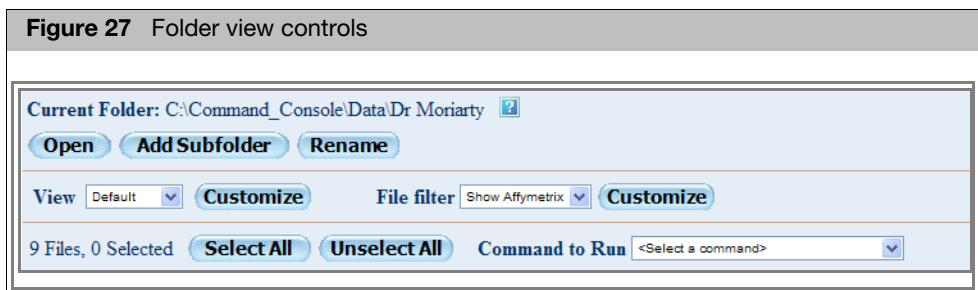 Figure 27 Folder view controls
Current Folder: C:\Command_Console\Data\Dr Moriarty ?
Open Add Subfolder Rename
View Default Customize File filter Show Affymetrix Customize
9 Files, 0 Selected Select All Unselect All Command to Run <Select a command>